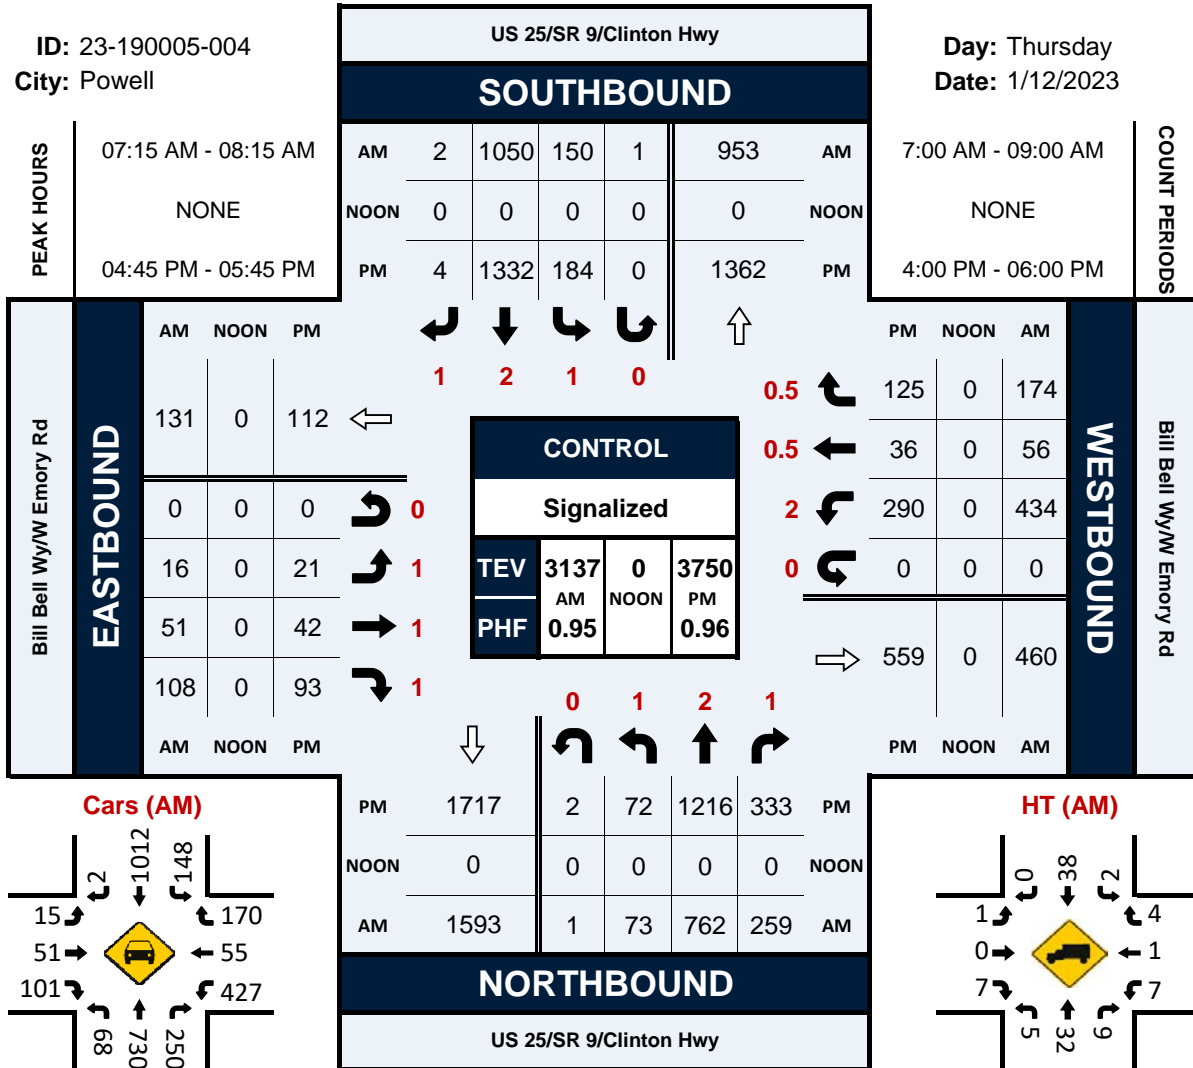 US 25/SR 9/Clinton Hwy
ID: 23-190005-004
Day: Thursday
City: Powell
Date: 1/12/2023
SOUTHBOUND
PEAK HOURS
07:15 AM - 08:15 AM
AM 2 1050 150 1 953 AM
7:00 AM - 09:00 AM
COUNT PERIODS
NONE
NOON 0 0 0 0 0 NOON
NONE
04:45 PM - 05:45 PM
PM 4 1332 184 0 1362 PM
4:00 PM - 06:00 PM
1 2 1 0
Bill Bell Wy/W Emory Rd
EASTBOUND
AM NOON PM
131 0 112
0 0 0 0
16 0 21 1
51 0 42 1
108 0 93 1
AM NOON PM
CONTROL
Signalized
TEV 3137 0 3750
AM NOON PM
PHF 0.95 0.96
PM NOON AM
0.5 125 0 174
0.5 36 0 56
2 290 0 434
0 0 0 0
559 0 460
PM NOON AM
WESTBOUND
Bill Bell Wy/W Emory Rd
0 1 2 1
PM 1717 2 72 1216 333 PM
NOON 0 0 0 0 0 NOON
AM 1593 1 73 762 259 AM
NORTHBOUND
US 25/SR 9/Clinton Hwy
Cars (AM)
2 1012 148
15 170
51 55
101 427
68 730 250
HT (AM)
0 38 2
1 4
0 1
7 7
5 32 9